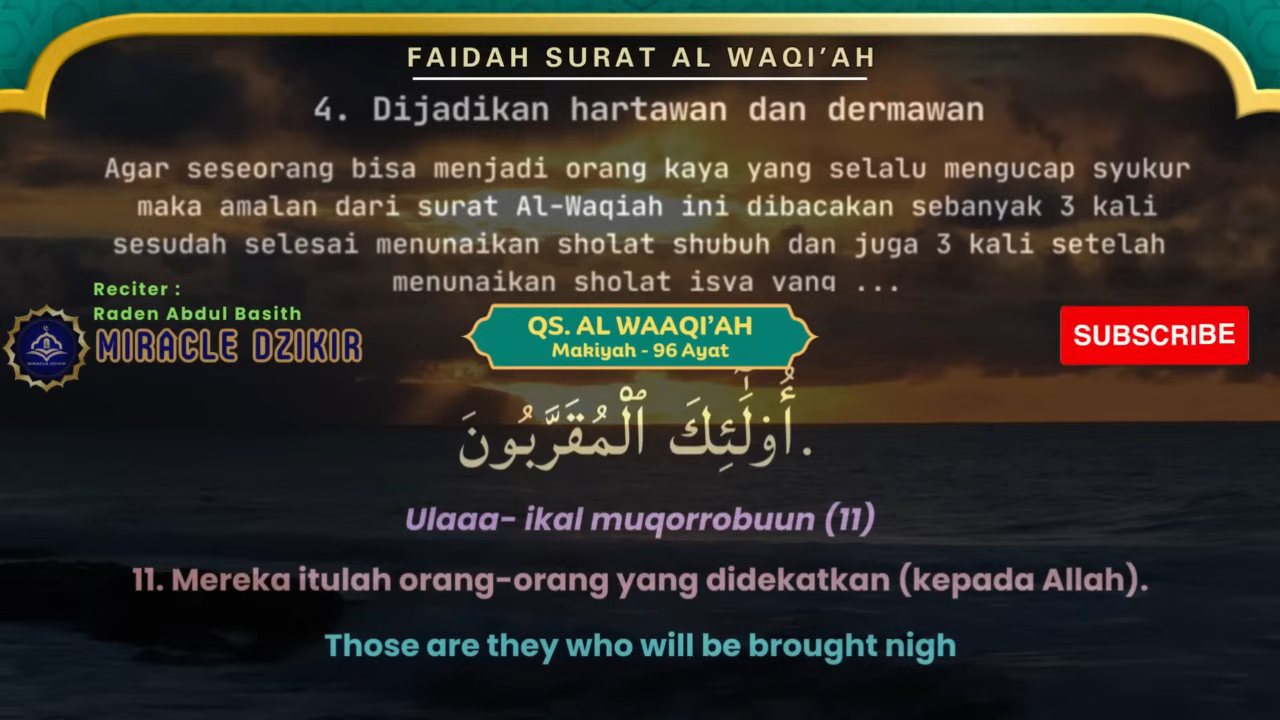 FAIDAH SURAT AL WAQI'AH
4. Dijadikan hartawan dan dermawan
Agar seseorang bisa menjadi orang kaya yang selalu mengucap syukur
maka amalan dari surat Al-Waqiah ini dibacakan sebanyak 3 kali
sesudah selesai menunaikan sholat shubuh dan juga 3 kali setelah
menunaikan sholat isya yang ...
Reciter :
Raden Abdul Basith
MIRACLE DZIKIR
MIRACLE DZIKIR
QS. AL WAAQI'AH
Makiyah - 96 Ayat
SUBSCRIBE
.أُو۟لَٰٓئِكَ ٱلْمُقَرَّبُونَ
Ulaaa- ikal muqorrobuun (11)
11. Mereka itulah orang-orang yang didekatkan (kepada Allah).
Those are they who will be brought nigh